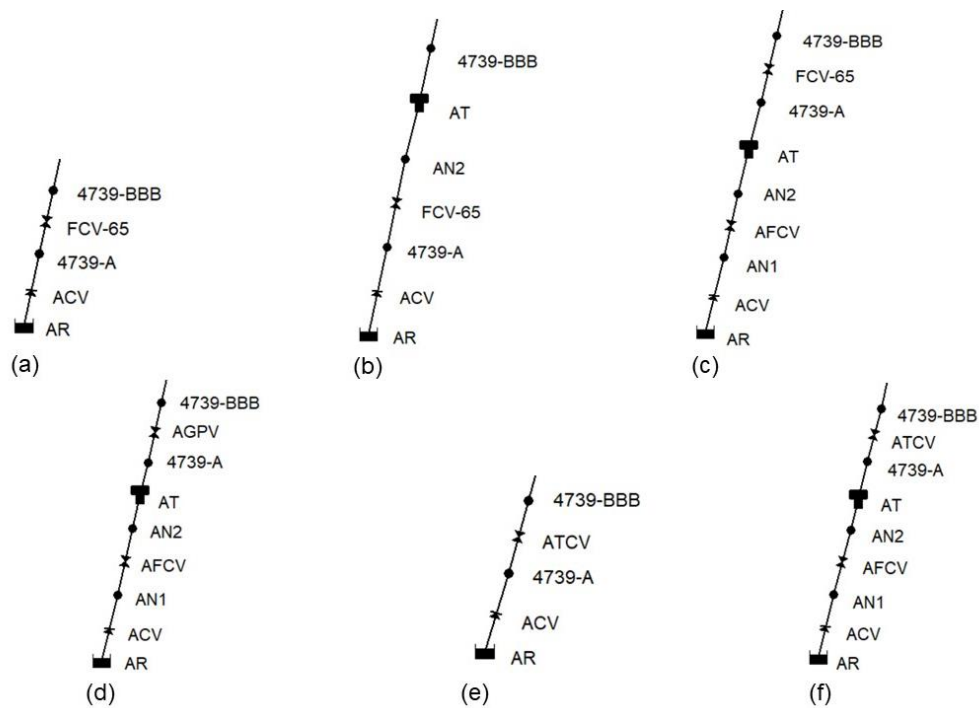 4739-BBB
FCV-65
4739-A
ACV
AR
(a)
4739-BBB
AT
AN2
FCV-65
4739-A
ACV
AR
(b)
4739-BBB
FCV-65
4739-A
AT
AN2
AFCV
AN1
ACV
AR
(c)
4739-BBB
AGPV
4739-A
AT
AN2
AFCV
AN1
ACV
AR
(d)
4739-BBB
ATCV
4739-A
ACV
AR
(e)
4739-BBB
ATCV
4739-A
AT
AN2
AFCV
AN1
ACV
AR
(f)